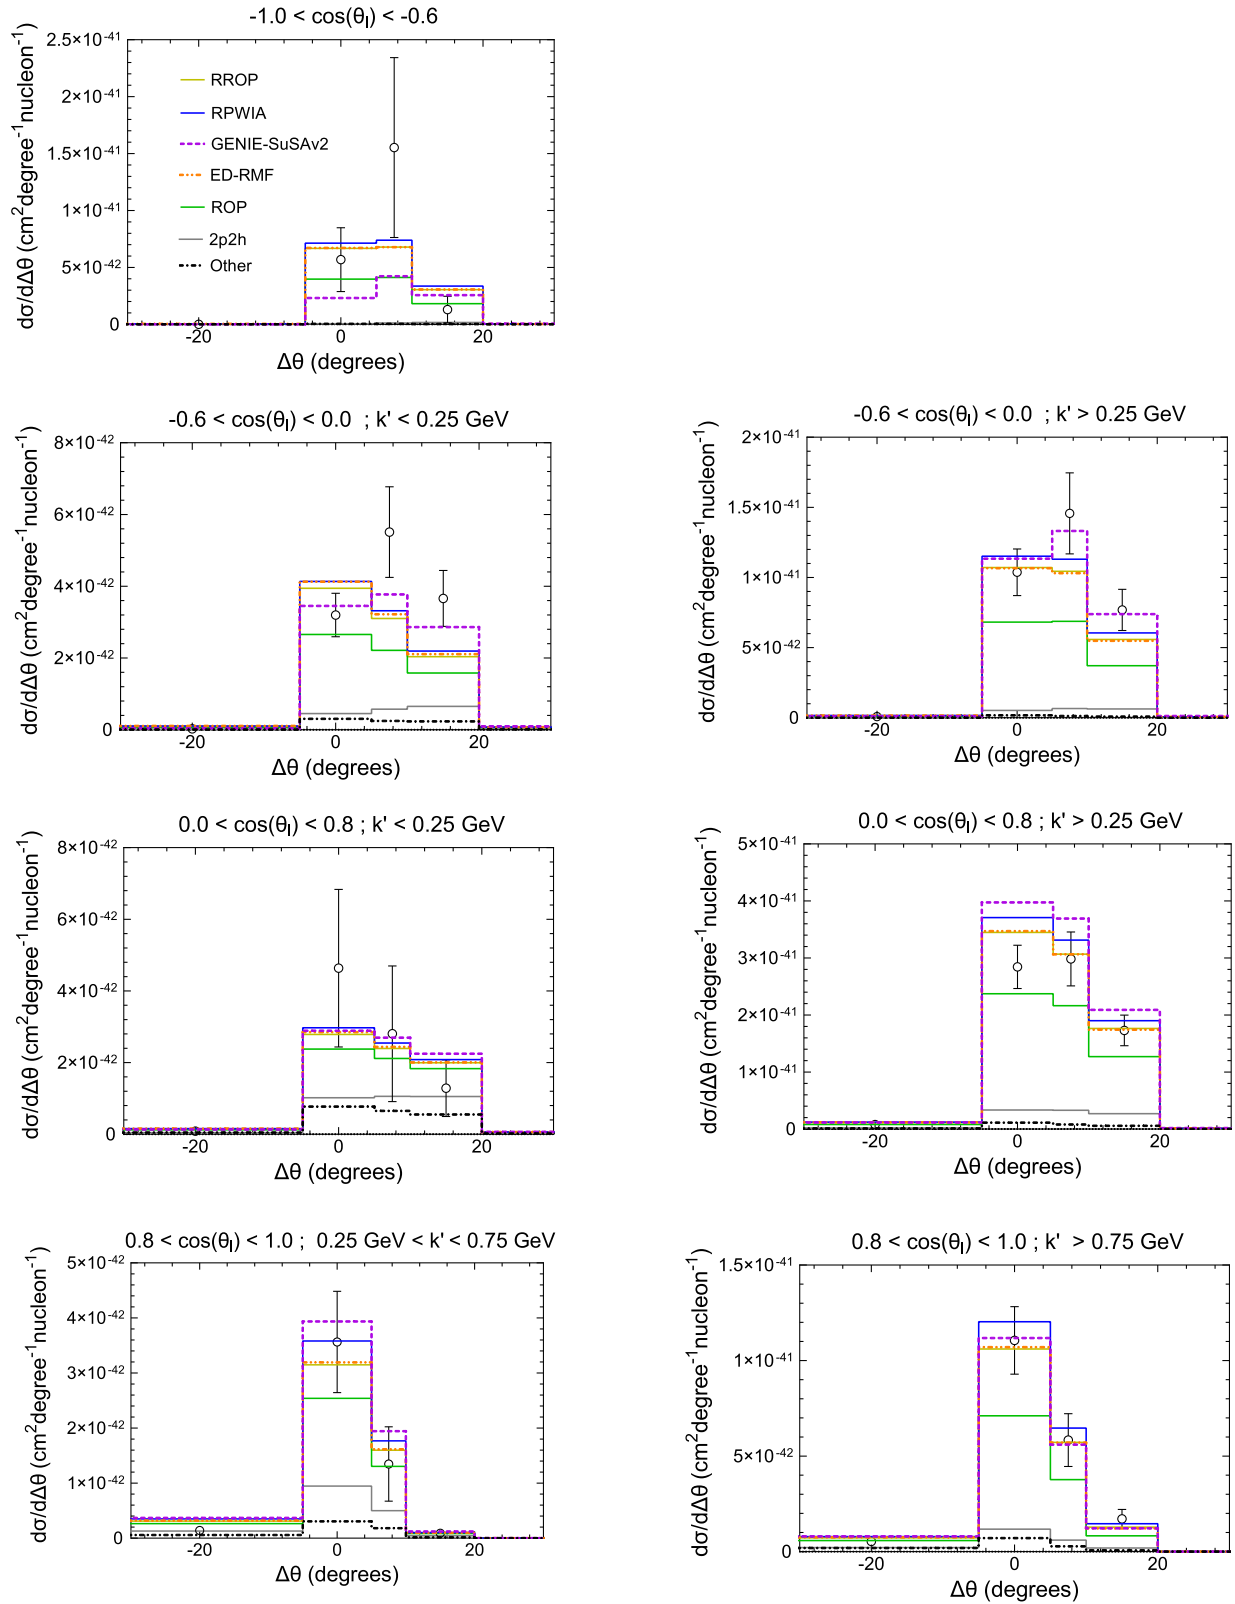 -1.0 < cos(θl) < -0.6
dσ/dΔθ (cm²degree⁻¹nucleon⁻¹)
2.5×10⁻⁴¹
2×10⁻⁴¹
1.5×10⁻⁴¹
1×10⁻⁴¹
5×10⁻⁴²
0
RROP
RPWIA
GENIE-SuSAv2
ED-RMF
ROP
2p2h
Other
-20 0 20
Δθ (degrees)
-0.6 < cos(θl) < 0.0 ; k' < 0.25 GeV
dσ/dΔθ (cm²degree⁻¹nucleon⁻¹)
8×10⁻⁴²
6×10⁻⁴²
4×10⁻⁴²
2×10⁻⁴²
0
-20 0 20
Δθ (degrees)
-0.6 < cos(θl) < 0.0 ; k' > 0.25 GeV
dσ/dΔθ (cm²degree⁻¹nucleon⁻¹)
2×10⁻⁴¹
1.5×10⁻⁴¹
1×10⁻⁴¹
5×10⁻⁴²
0
-20 0 20
Δθ (degrees)
0.0 < cos(θl) < 0.8 ; k' < 0.25 GeV
dσ/dΔθ (cm²degree⁻¹nucleon⁻¹)
8×10⁻⁴²
6×10⁻⁴²
4×10⁻⁴²
2×10⁻⁴²
0
-20 0 20
Δθ (degrees)
0.0 < cos(θl) < 0.8 ; k' > 0.25 GeV
dσ/dΔθ (cm²degree⁻¹nucleon⁻¹)
5×10⁻⁴¹
4×10⁻⁴¹
3×10⁻⁴¹
2×10⁻⁴¹
1×10⁻⁴¹
0
-20 0 20
Δθ (degrees)
0.8 < cos(θl) < 1.0 ; 0.25 GeV < k' < 0.75 GeV
dσ/dΔθ (cm²degree⁻¹nucleon⁻¹)
5×10⁻⁴²
4×10⁻⁴²
3×10⁻⁴²
2×10⁻⁴²
1×10⁻⁴²
0
-20 0 20
Δθ (degrees)
0.8 < cos(θl) < 1.0 ; k' > 0.75 GeV
dσ/dΔθ (cm²degree⁻¹nucleon⁻¹)
1.5×10⁻⁴¹
1×10⁻⁴¹
5×10⁻⁴²
0
-20 0 20
Δθ (degrees)